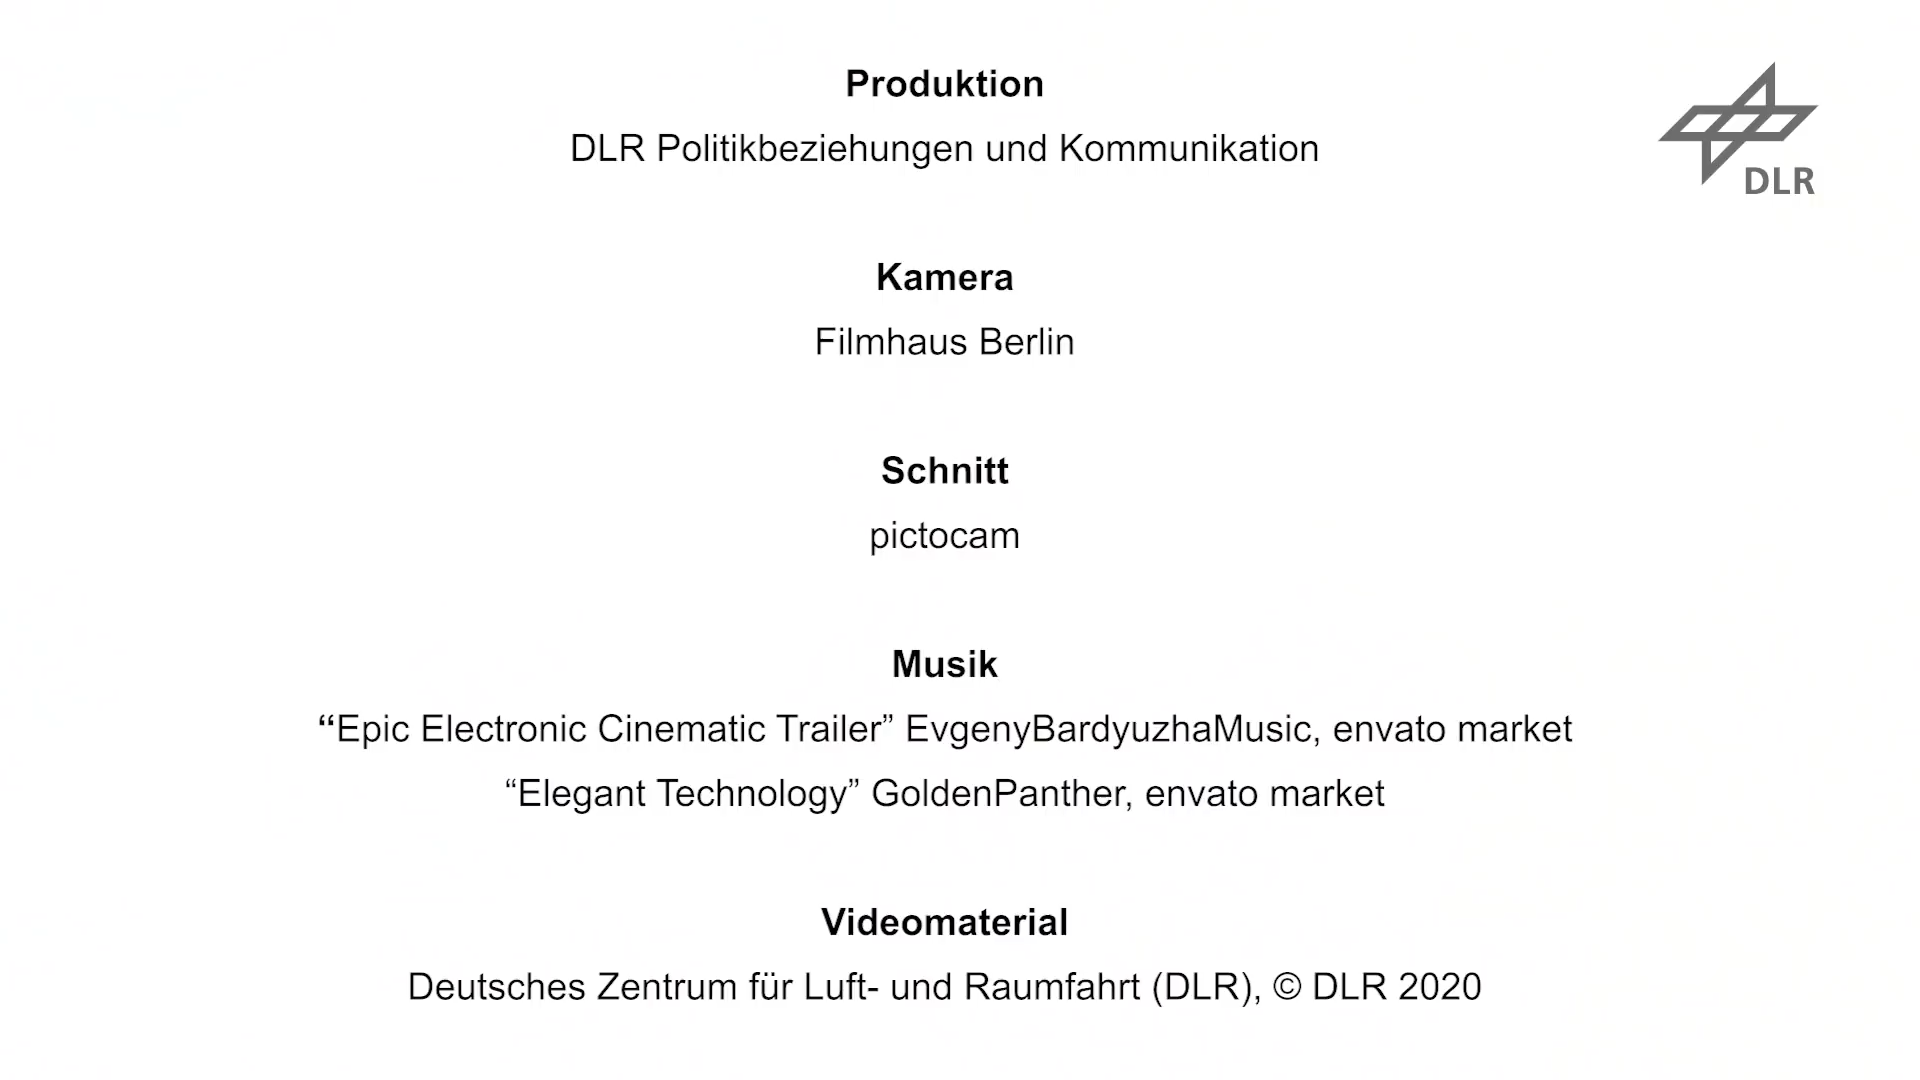 Produktion
DLR Politikbeziehungen und Kommunikation
DLR
Kamera
Filmhaus Berlin
Schnitt
pictocam
Musik
“Epic Electronic Cinematic Trailer” EvgenyBardyuzhaMusic, envato market
“Elegant Technology” GoldenPanther, envato market
Videomaterial
Deutsches Zentrum für Luft- und Raumfahrt (DLR), © DLR 2020